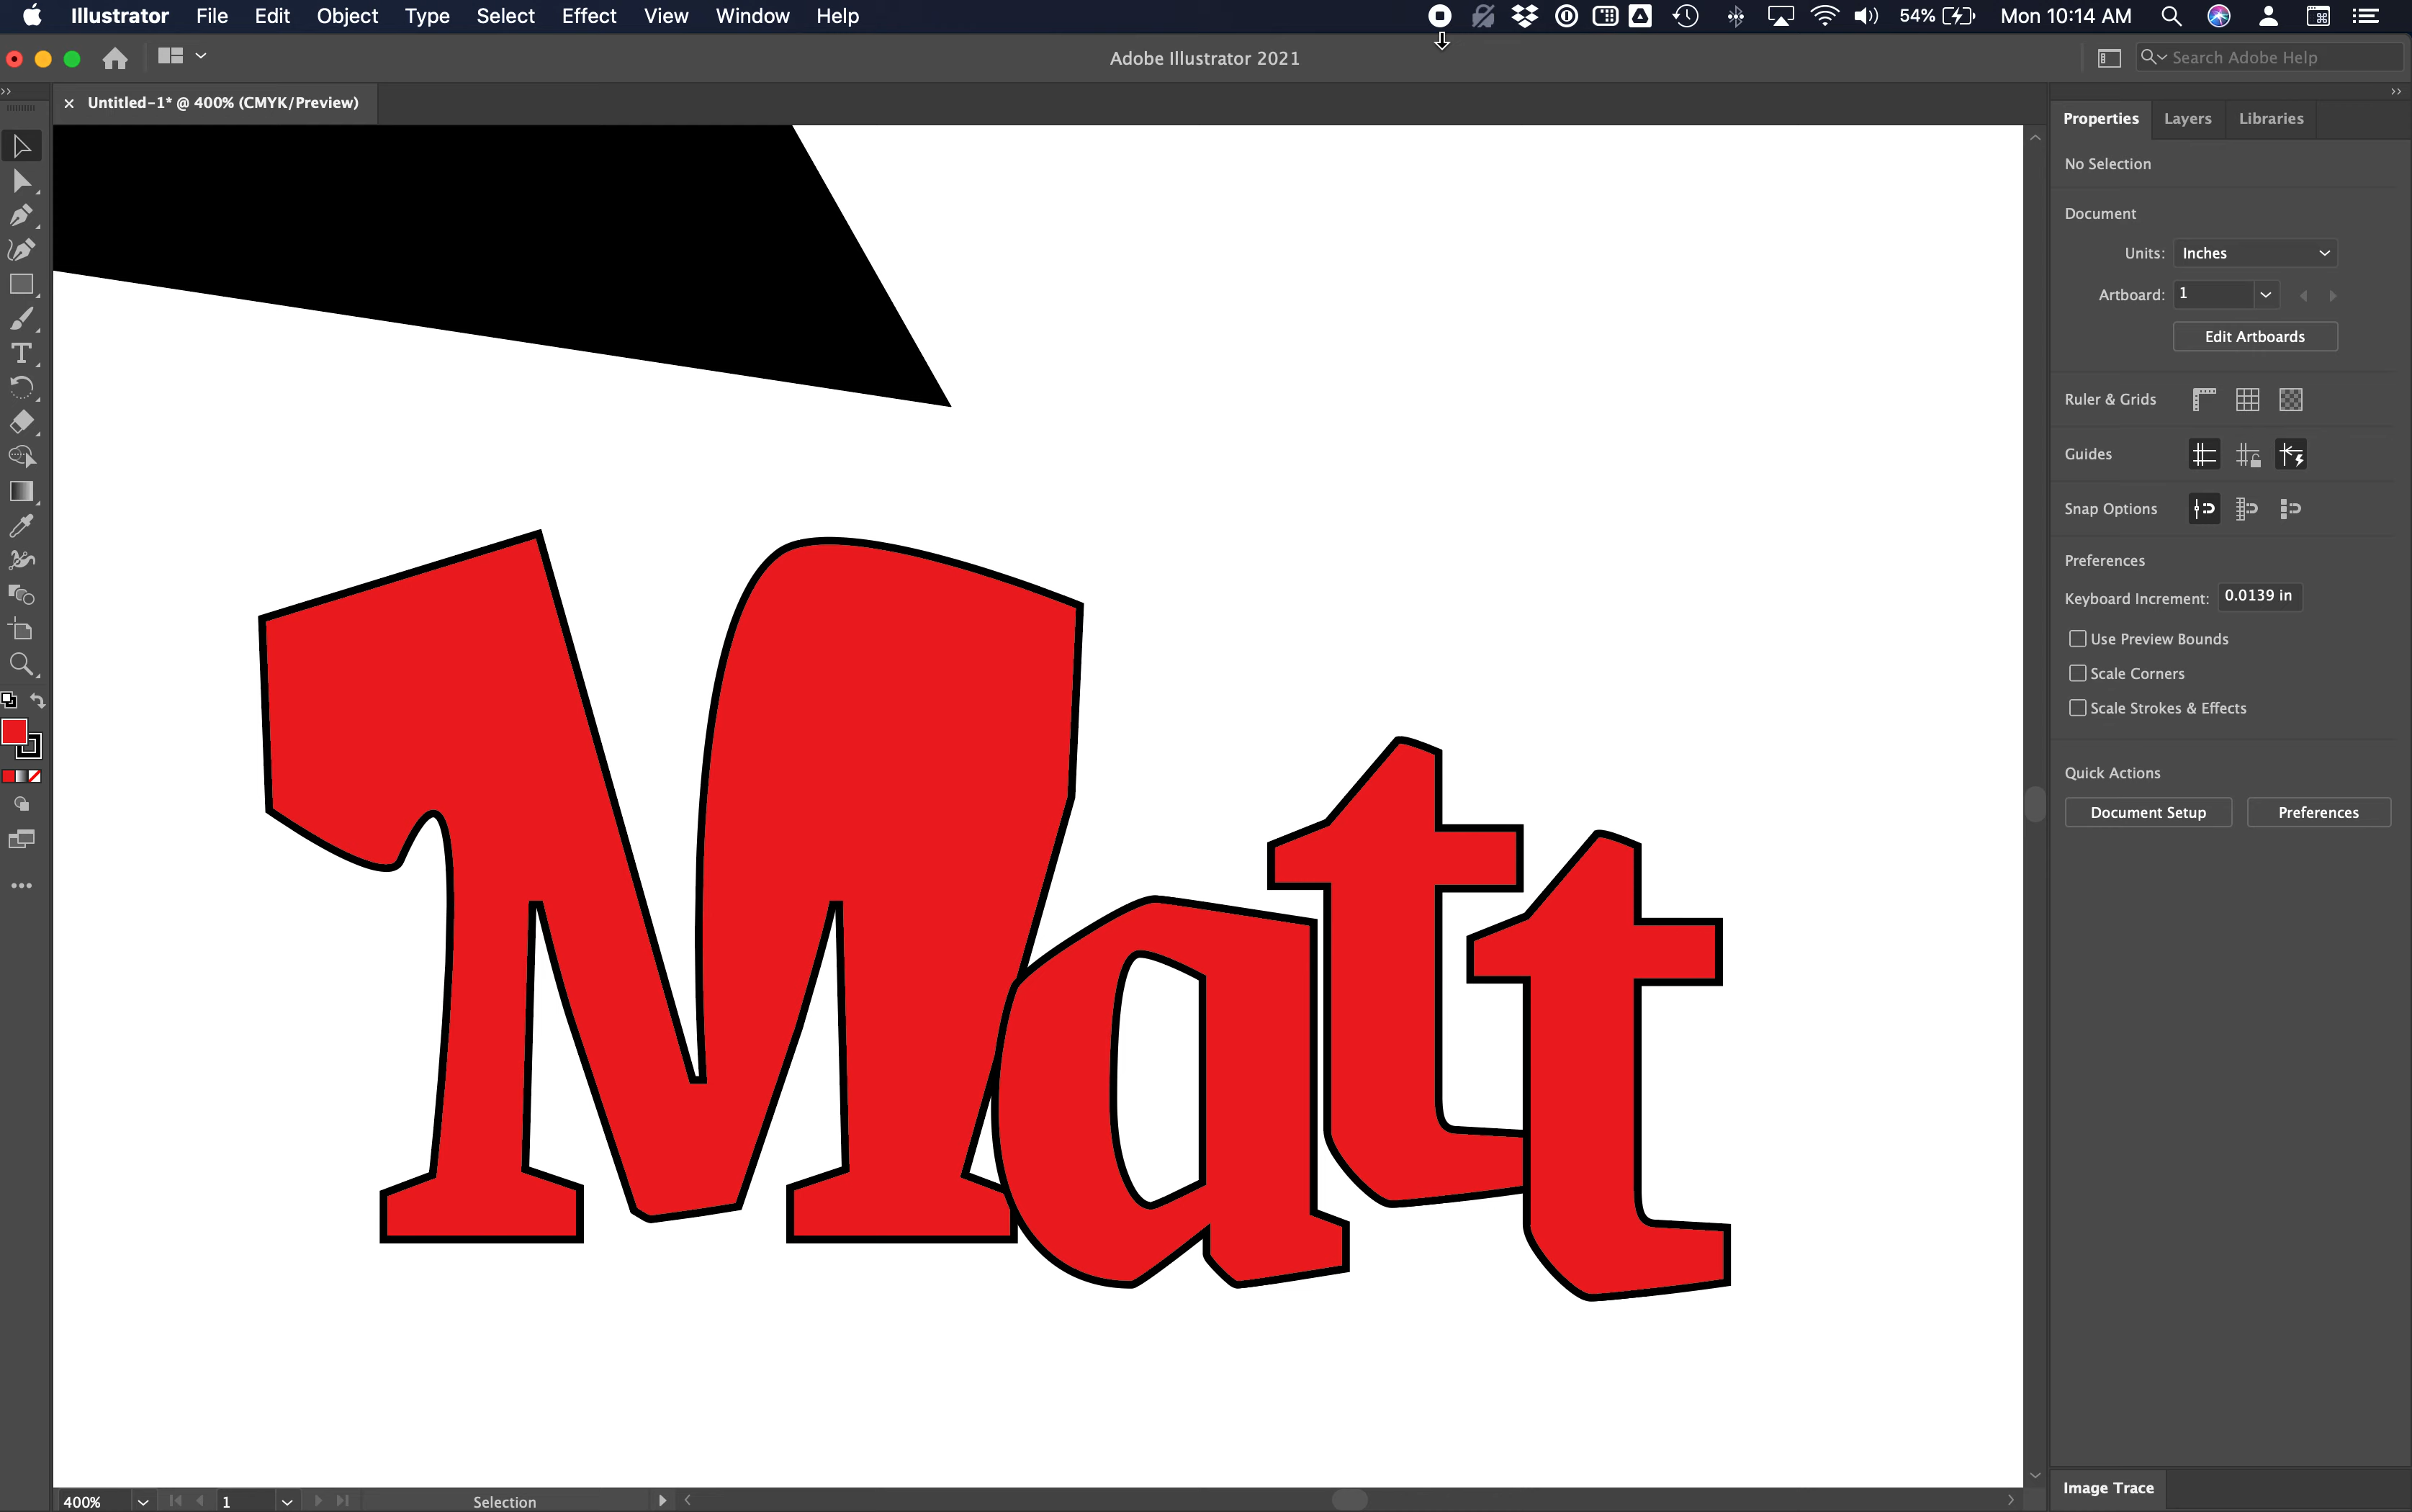 Illustrator File Edit Object Type Select Effect View Window Help 54% Mon 10:14 AM
Adobe Illustrator 2021
Search Adobe Help
× Untitled-1* @ 400% (CMYK/Preview)
Properties Layers Libraries
No Selection
Document
Units: Inches
Artboard: 1
Edit Artboards
Ruler & Grids
Guides
Snap Options
Preferences
Keyboard Increment: 0.0139 in
Use Preview Bounds
Scale Corners
Scale Strokes & Effects
Quick Actions
Document Setup Preferences
Matt
400% 1 Selection
Image Trace